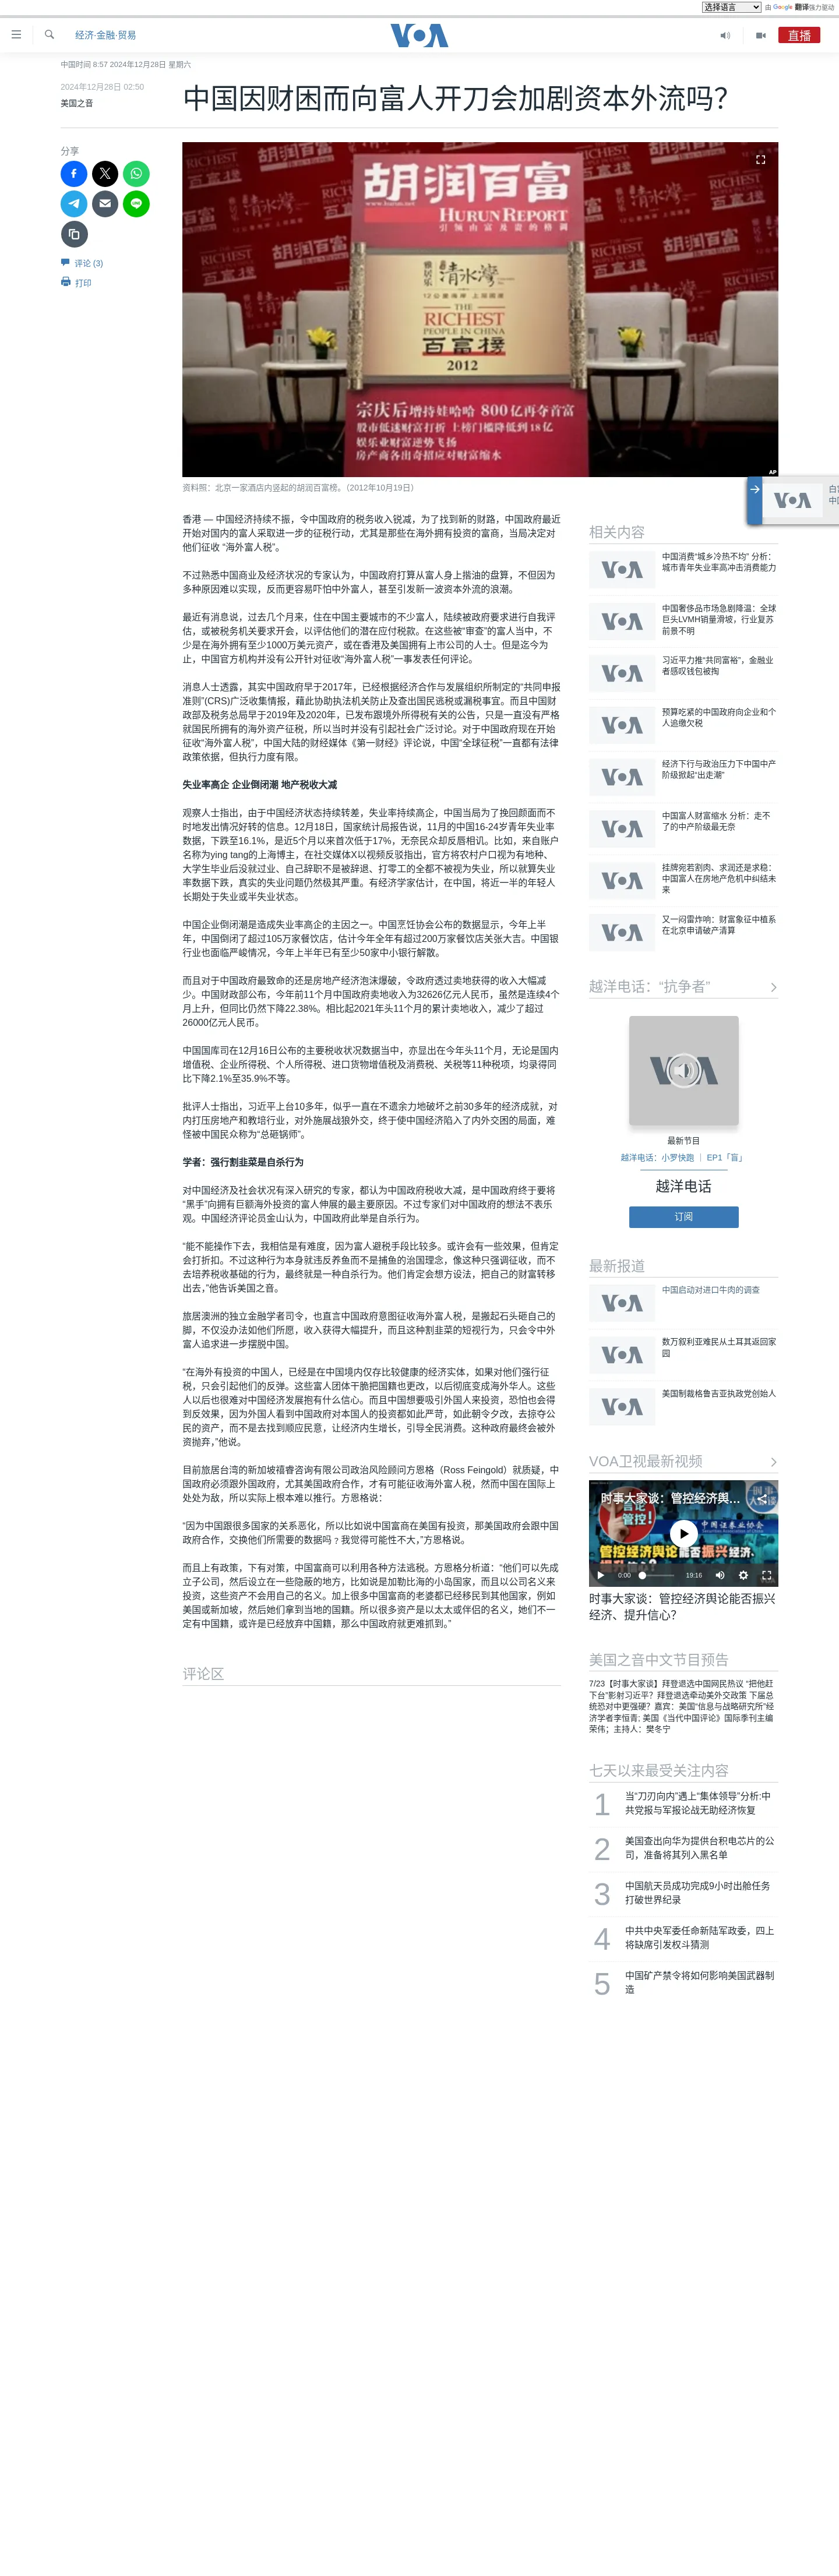 选择语言
由 Google 翻译强力驱动
经济·金融·贸易
VOA
直播
中国时间 8:57 2024年12月28日 星期六
2024年12月28日 02:50
美国之音
中国因财困而向富人开刀会加剧资本外流吗？
分享
评论 (3)
打印
胡润百富
HURUN REPORT
引领南富及贵的格调
雅居乐
清水湾
THE
RICHEST
PEOPLE IN CHINA
百富榜
2012
宗庆后增持娃哈哈 800亿再夺首富
股市低迷财富打折 上榜门槛降低到18亿
娱乐业财富逆势飞扬
房产商各出奇招应对财富缩水
AP
资料照：北京一家酒店内竖起的胡润百富榜。（2012年10月19日）
香港 — 中国经济持续不振，令中国政府的税务收入锐减，为了找到新的财路，中国政府最近
开始对国内的富人采取进一步的征税行动，尤其是那些在海外拥有投资的富商，当局决定对
他们征收 “海外富人税”。
不过熟悉中国商业及经济状况的专家认为，中国政府打算从富人身上揩油的盘算，不但因为
多种原因难以实现，反而更容易吓怕中外富人，甚至引发新一波资本外流的浪潮。
最近有消息说，过去几个月来，住在中国主要城市的不少富人，陆续被政府要求进行自我评
估，或被税务机关要求开会，以评估他们的潜在应付税款。在这些被“审查”的富人当中，不
少是在海外拥有至少1000万美元资产，或在香港及美国拥有上市公司的人士。但是迄今为
止，中国官方机构并没有公开针对征收“海外富人税”一事发表任何评论。
消息人士透露，其实中国政府早于2017年，已经根据经济合作与发展组织所制定的“共同申报
准则”(CRS)广泛收集情报，藉此协助执法机关防止及查出国民逃税或漏税事宜。而且中国财
政部及税务总局早于2019年及2020年，已发布跟境外所得税有关的公告，只是一直没有严格
就国民所拥有的海外资产征税，所以当时并没有引起社会广泛讨论。对于中国政府现在开始
征收“海外富人税”，中国大陆的财经媒体《第一财经》评论说，中国“全球征税”一直都有法律
政策依据，但执行力度有限。
失业率高企 企业倒闭潮 地产税收大减
观察人士指出，由于中国经济状态持续转差，失业率持续高企，中国当局为了挽回颜面而不
时地发出情况好转的信息。12月18日，国家统计局报告说，11月的中国16-24岁青年失业率
数据，下跌至16.1%，是近5个月以来首次低于17%，无奈民众却反唇相讥。比如，来自账户
名称为ying tang的上海博主，在社交媒体X以视频反驳指出，官方将农村户口视为有地种、
大学生毕业后没就过业、自己辞职不是被辞退、打零工的全都不被视为失业，所以就算失业
率数据下跌，真实的失业问题仍然极其严重。有经济学家估计，在中国，将近一半的年轻人
长期处于失业或半失业状态。
中国企业倒闭潮是造成失业率高企的主因之一。中国烹饪协会公布的数据显示，今年上半
年，中国倒闭了超过105万家餐饮店，估计今年全年有超过200万家餐饮店关张大吉。中国银
行业也面临严峻情况，今年上半年已有至少50家中小银行解散。
而且对于中国政府最致命的还是房地产经济泡沫爆破，令政府透过卖地获得的收入大幅减
少。中国财政部公布，今年前11个月中国政府卖地收入为32626亿元人民币，虽然是连续4个
月上升，但同比仍然下降22.38%。相比起2021年头11个月的累计卖地收入，减少了超过
26000亿元人民币。
中国国库司在12月16日公布的主要税收状况数据当中，亦显出在今年头11个月，无论是国内
增值税、企业所得税、个人所得税、进口货物增值税及消费税、关税等11种税项，均录得同
比下降2.1%至35.9%不等。
批评人士指出，习近平上台10多年，似乎一直在不遗余力地破坏之前30多年的经济成就，对
内打压房地产和教培行业，对外施展战狼外交，终于使中国经济陷入了内外交困的局面，难
怪被中国民众称为“总砸锅师”。
学者：强行割韭菜是自杀行为
对中国经济及社会状况有深入研究的专家，都认为中国政府税收大减，是中国政府终于要将
“黑手”向拥有巨额海外投资的富人伸展的最主要原因。不过专家们对中国政府的想法不表乐
观。中国经济评论员金山认为，中国政府此举是自杀行为。
“能不能操作下去，我相信是有难度，因为富人避税手段比较多。或许会有一些效果，但肯定
会打折扣。不过这种行为本身就违反养鱼而不是捕鱼的治国理念，像这种只强调征收，而不
去培养税收基础的行为，最终就是一种自杀行为。他们肯定会想方设法，把自己的财富转移
出去，”他告诉美国之音。
旅居澳洲的独立金融学者司令，也直言中国政府意图征收海外富人税，是搬起石头砸自己的
脚，不仅没办法如他们所愿，收入获得大幅提升，而且这种割韭菜的短视行为，只会令中外
富人追求进一步摆脱中国。
“在海外有投资的中国人，已经是在中国境内仅存比较健康的经济实体，如果对他们强行征
税，只会引起他们的反弹。这些富人团体干脆把国籍也更改，以后彻底变成海外华人。这些
人以后也很难对中国经济发展抱有什么信心。而且中国想要吸引外国人来投资，恐怕也会得
到反效果，因为外国人看到中国政府对本国人的投资都如此严苛，如此朝令夕改，去掠夺公
民的资产，而不是去找到顺应民意，让经济内生增长，引导全民消费。这种政府最终会被外
资抛弃，”他说。
目前旅居台湾的新加坡禧睿咨询有限公司政治风险顾问方恩格（Ross Feingold）就质疑，中
国政府必须跟外国政府，尤其美国政府合作，才有可能征收海外富人税，然而中国在国际上
处处为敌，所以实际上根本难以推行。方恩格说：
“因为中国跟很多国家的关系恶化，所以比如说中国富商在美国有投资，那美国政府会跟中国
政府合作，交换他们所需要的数据吗 ? 我觉得可能性不大，”方恩格说。
而且上有政策，下有对策，中国富商可以利用各种方法逃税。方恩格分析道：“他们可以先成
立子公司，然后设立在一些隐蔽的地方，比如说是加勒比海的小岛国家，而且以公司名义来
投资，这些资产不会用自己的名义。加上很多中国富商的老婆都已经移民到其他国家，例如
美国或新加坡，然后她们拿到当地的国籍。所以很多资产是以太太或伴侣的名义，她们不一
定有中国籍，或许是已经放弃中国籍，那么中国政府就更难抓到。”
评论区
相关内容
中国消费“城乡冷热不均” 分析：
城市青年失业率高冲击消费能力
中国奢侈品市场急剧降温：全球
巨头LVMH销量滑坡，行业复苏
前景不明
习近平力推“共同富裕”，金融业
者感叹钱包被掏
预算吃紧的中国政府向企业和个
人追缴欠税
经济下行与政治压力下中国中产
阶级掀起“出走潮”
中国富人财富缩水 分析：走不
了的中产阶级最无奈
挂牌宛若割肉、求润还是求稳：
中国富人在房地产危机中纠结未
来
又一闷雷炸响：财富象征中植系
在北京申请破产清算
越洋电话：“抗争者”
最新节目
越洋电话：小罗快跑 | EP1「盲」
越洋电话
订阅
最新报道
中国启动对进口牛肉的调查
数万叙利亚难民从土耳其返回家
园
美国制裁格鲁吉亚执政党创始人
VOA卫视最新视频
时事大家谈：管控经济舆...
0:00
19:16
时事大家谈：管控经济舆论能否振兴
经济、提升信心？
美国之音中文节目预告
7/23【时事大家谈】拜登退选中国网民热议 “把他赶
下台”影射习近平？拜登退选牵动美外交政策 下届总
统恐对中更强硬？嘉宾：美国“信息与战略研究所”经
济学者李恒青; 美国《当代中国评论》国际季刊主编
荣伟；主持人：樊冬宁
七天以来最受关注内容
1
当“刀刃向内”遇上“集体领导”分析:中
共党报与军报论战无助经济恢复
2
美国查出向华为提供台积电芯片的公
司，准备将其列入黑名单
3
中国航天员成功完成9小时出舱任务
打破世界纪录
4
中共中央军委任命新陆军政委，四上
将缺席引发权斗猜测
5
中国矿产禁令将如何影响美国武器制
造